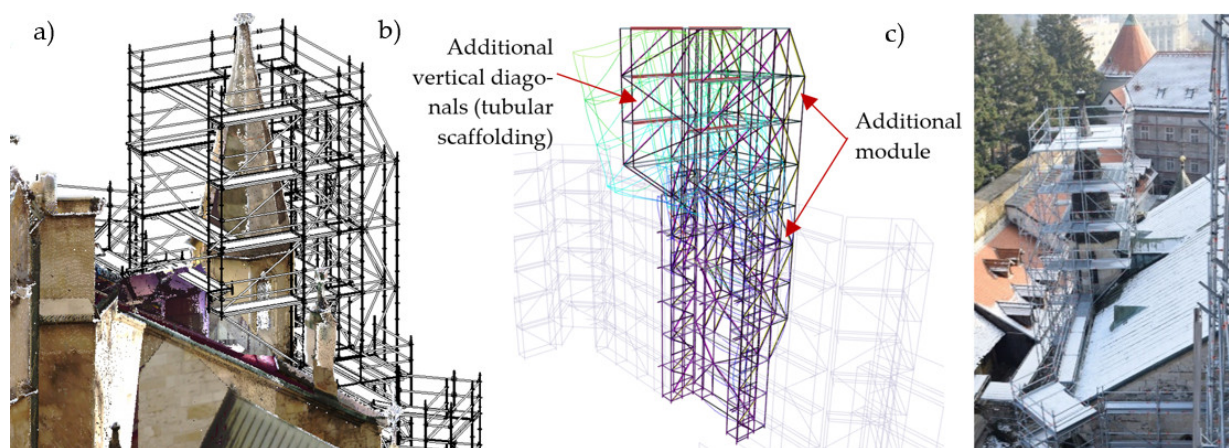 a)
b)
Additional
vertical diago-
nals (tubular
scaffolding)
Additional
module
c)